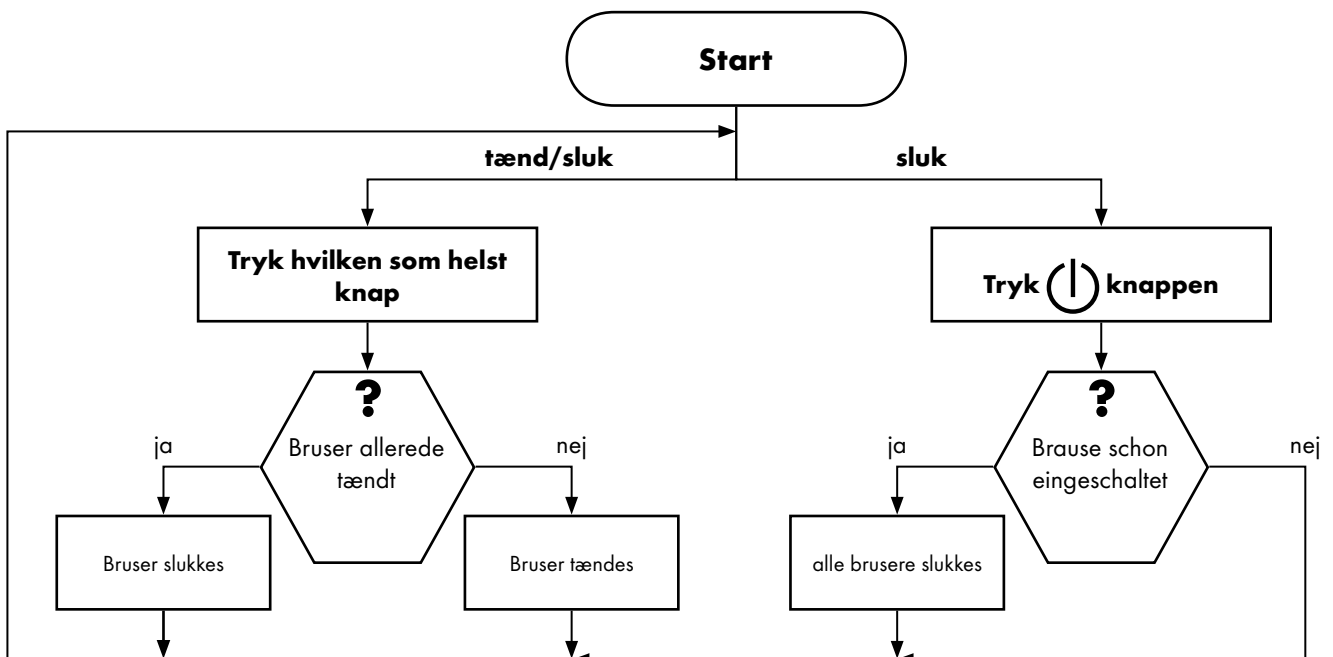 Start
tænd/sluk
sluk
Tryk hvilken som helst
knap
Tryk knappen
?
Bruser allerede
tændt
ja
nej
?
Brause schon
eingeschaltet
ja
nej
Bruser slukkes
Bruser tændes
alle brusere slukkes